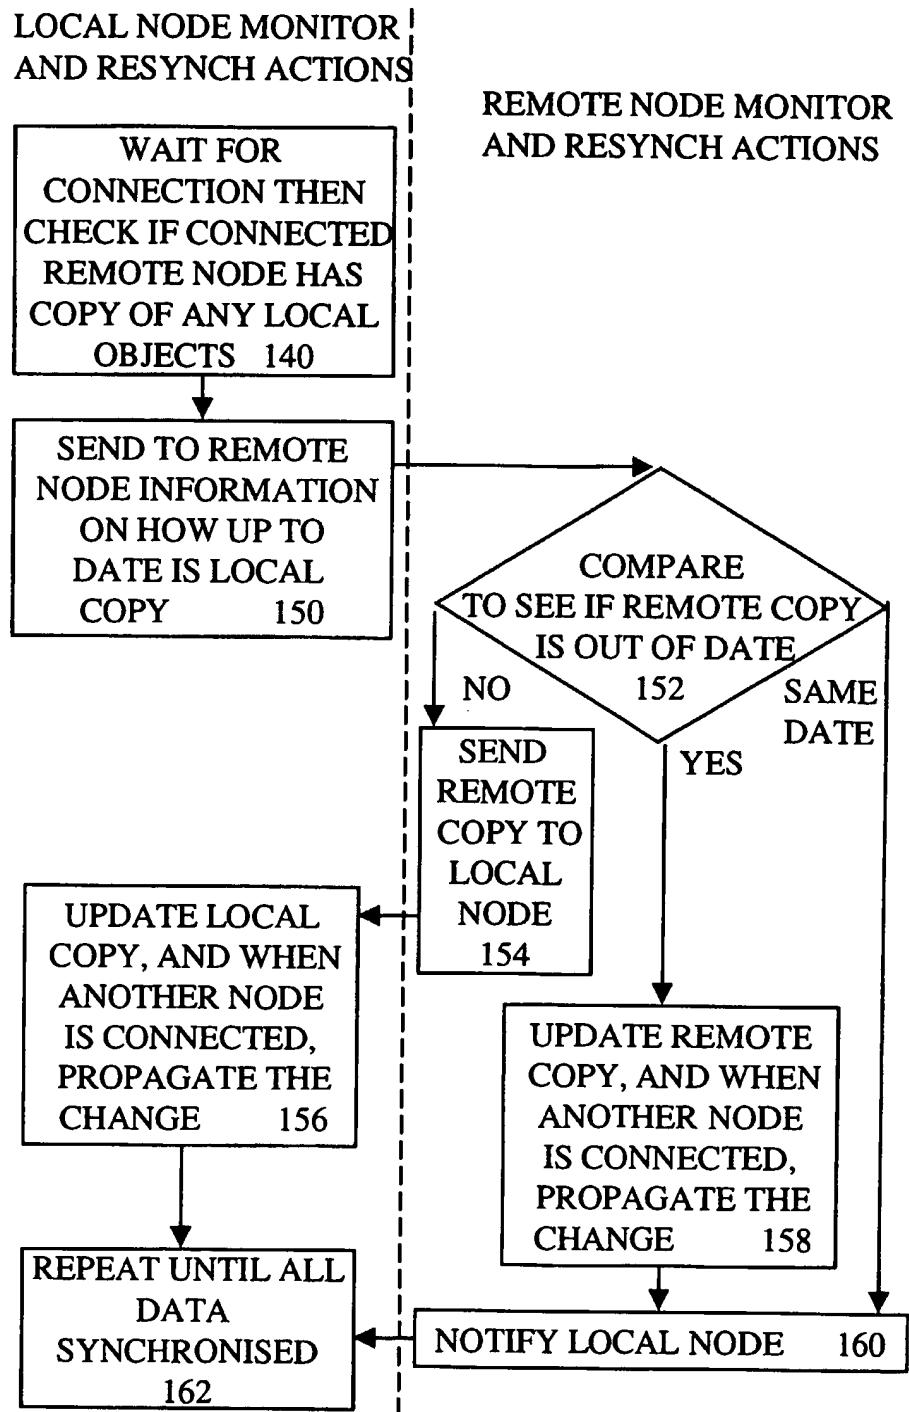 LOCAL NODE MONITOR
AND RESYNCH ACTIONS
REMOTE NODE MONITOR
AND RESYNCH ACTIONS
WAIT FOR
CONNECTION THEN
CHECK IF CONNECTED
REMOTE NODE HAS
COPY OF ANY LOCAL
OBJECTS 140
SEND TO REMOTE
NODE INFORMATION
ON HOW UP TO
DATE IS LOCAL
COPY 150
COMPARE
TO SEE IF REMOTE COPY
IS OUT OF DATE
152
NO
SAME
DATE
YES
SEND
REMOTE
COPY TO
LOCAL
NODE
154
UPDATE LOCAL
COPY, AND WHEN
ANOTHER NODE
IS CONNECTED,
PROPAGATE THE
CHANGE 156
UPDATE REMOTE
COPY, AND WHEN
ANOTHER NODE
IS CONNECTED,
PROPAGATE THE
CHANGE 158
REPEAT UNTIL ALL
DATA
SYNCHRONISED
162
NOTIFY LOCAL NODE 160